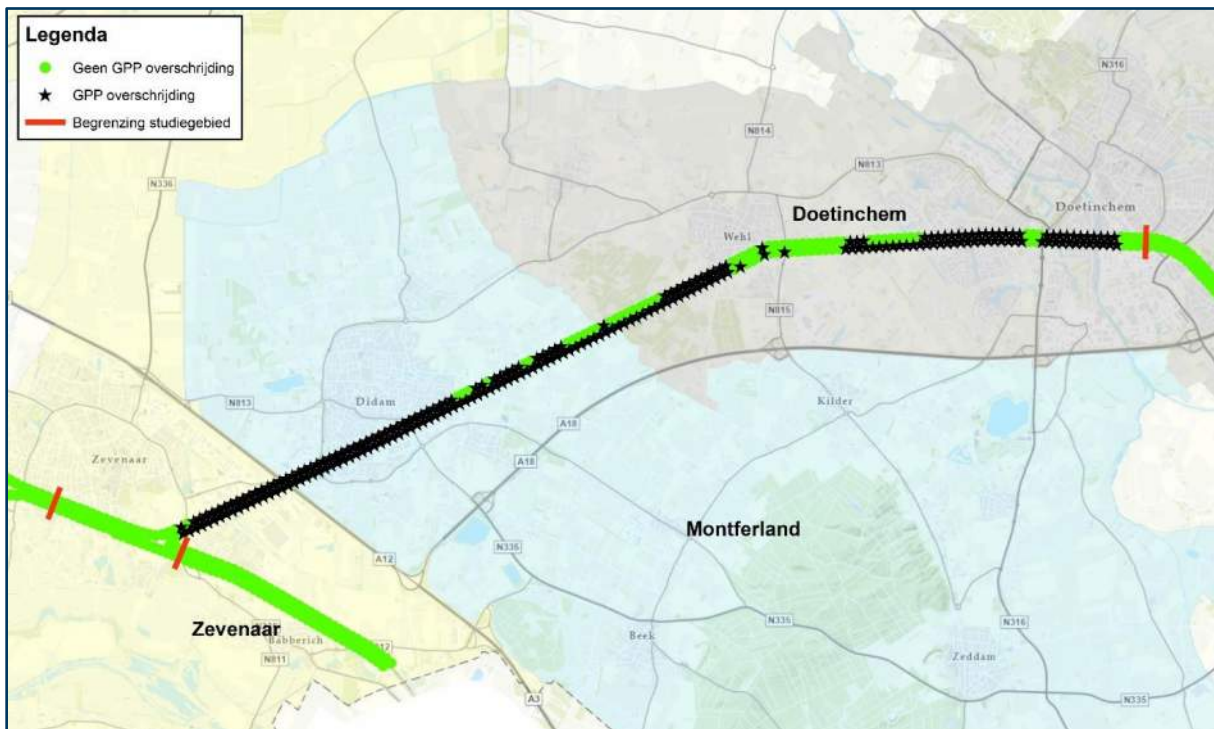 Legenda
Geen GPP overschrijding
GPP overschrijding
Begrenzing studiegebied
N316
N814
N813
N336
Doetinchem
Doetinchem
Wehl
N815
Didam
N813
Kilder
A18
Zevenaar
A18
Montferland
N335
A12
N335
N316
Zevenaar
Babberich
Beek
Zeddam
N811
12
A3
N335